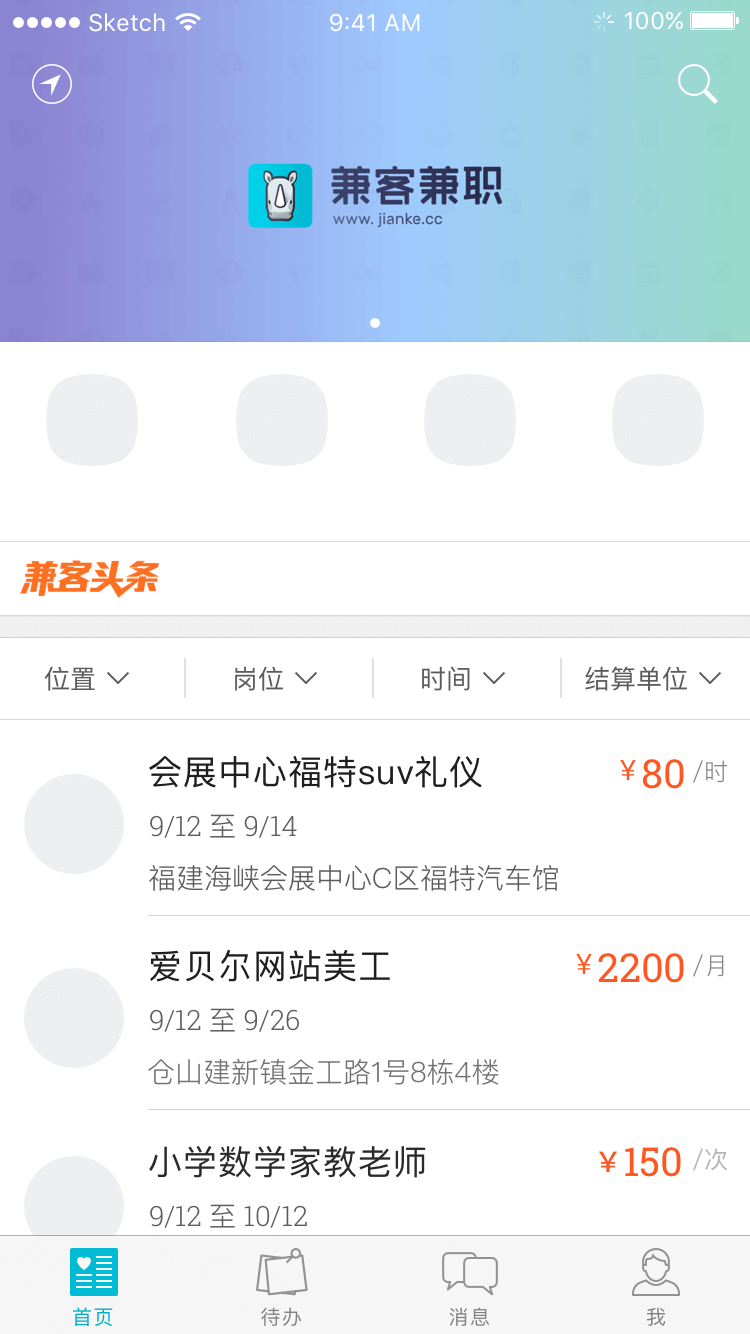 Sketch 9:41 AM 100%
兼客兼职
www.jianke.cc
兼客头条
位置 岗位 时间 结算单位
会展中心福特suv礼仪 ¥80 /时
9/12 至 9/14
福建海峡会展中心C区福特汽车馆
爱贝尔网站美工 ¥2200 /月
9/12 至 9/26
仓山建新镇金工路1号8栋4楼
小学数学家教老师 ¥150 /次
9/12 至 10/12
首页 待办 消息 我